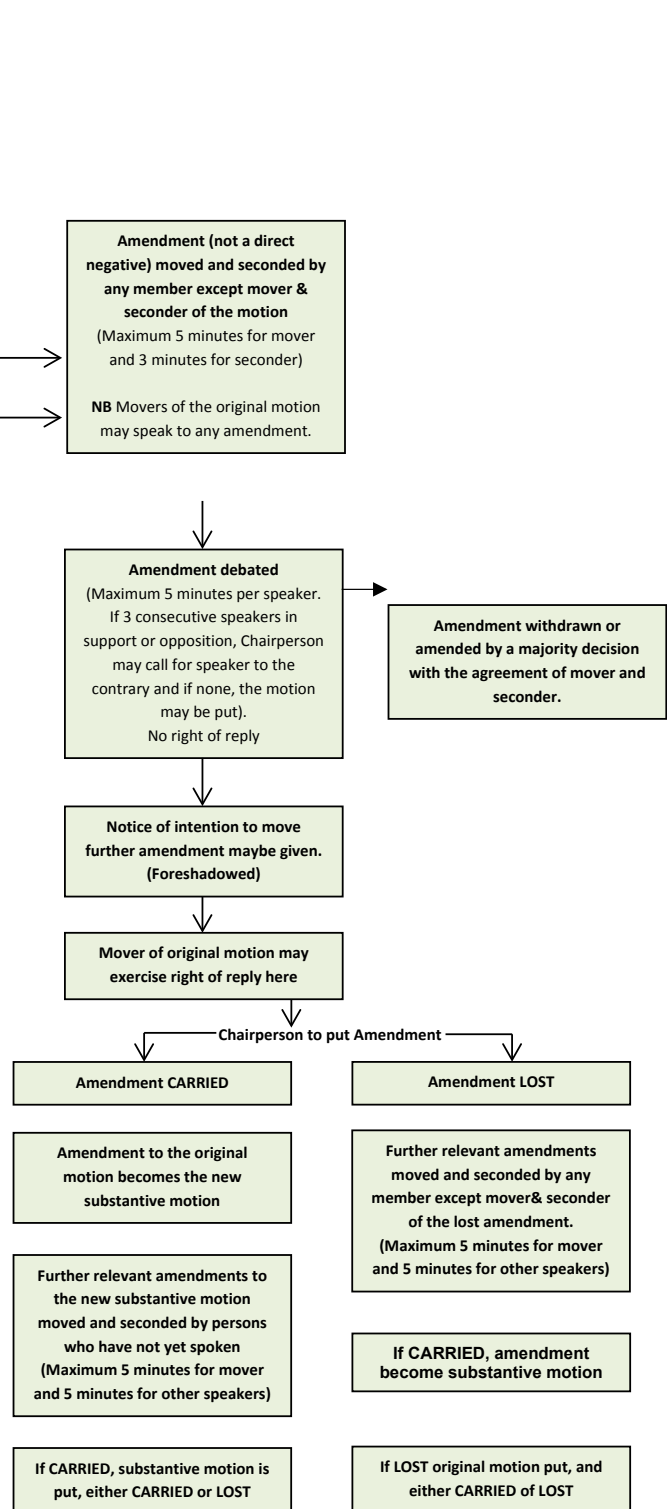 Amendment (not a direct
negative) moved and seconded by
any member except mover &
seconder of the motion
(Maximum 5 minutes for mover
and 3 minutes for seconder)
NB Movers of the original motion
may speak to any amendment.
Amendment debated
(Maximum 5 minutes per speaker.
If 3 consecutive speakers in
support or opposition, Chairperson
may call for speaker to the
contrary and if none, the motion
may be put).
No right of reply
Amendment withdrawn or
amended by a majority decision
with the agreement of mover and
seconder.
Notice of intention to move
further amendment maybe given.
(Foreshadowed)
Mover of original motion may
exercise right of reply here
Chairperson to put Amendment
Amendment CARRIED
Amendment to the original
motion becomes the new
substantive motion
Further relevant amendments to
the new substantive motion
moved and seconded by persons
who have not yet spoken
(Maximum 5 minutes for mover
and 5 minutes for other speakers)
If CARRIED, substantive motion is
put, either CARRIED or LOST
Amendment LOST
Further relevant amendments
moved and seconded by any
member except mover& seconder
of the lost amendment.
(Maximum 5 minutes for mover
and 5 minutes for other speakers)
If CARRIED, amendment
become substantive motion
If LOST original motion put, and
either CARRIED of LOST